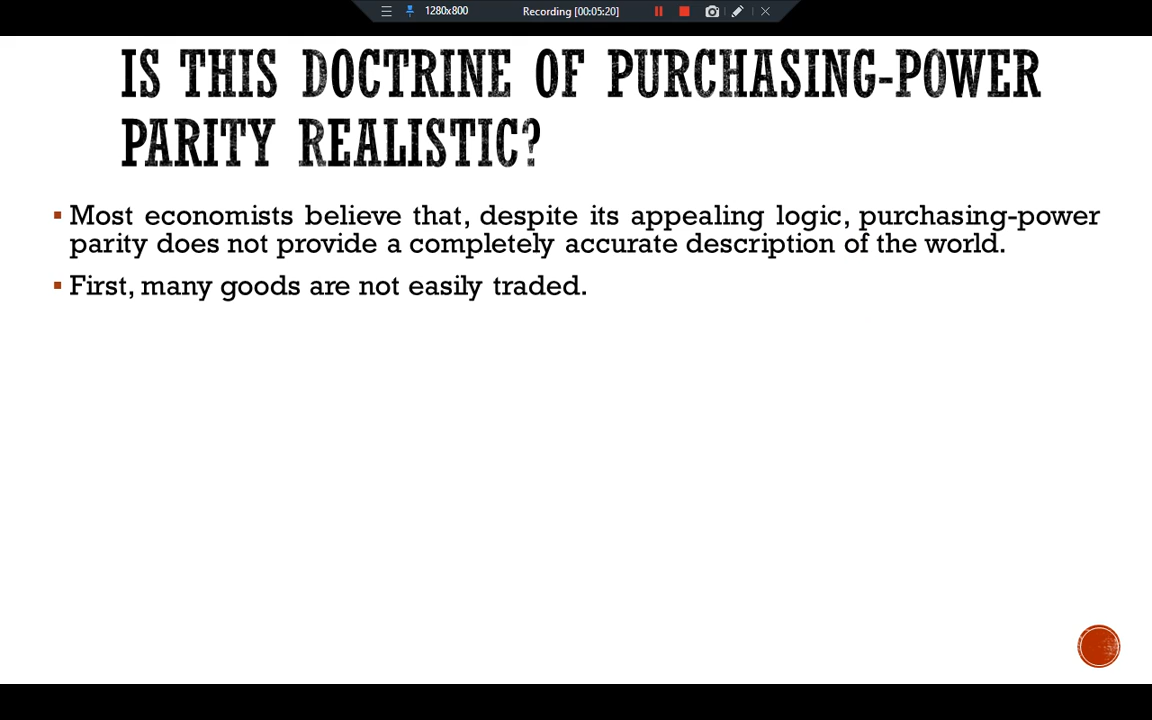 1280x800 Recording [00:05:20]
IS THIS DOCTRINE OF PURCHASING-POWER
PARITY REALISTIC?
▪ Most economists believe that, despite its appealing logic, purchasing-power
parity does not provide a completely accurate description of the world.
▪ First, many goods are not easily traded.